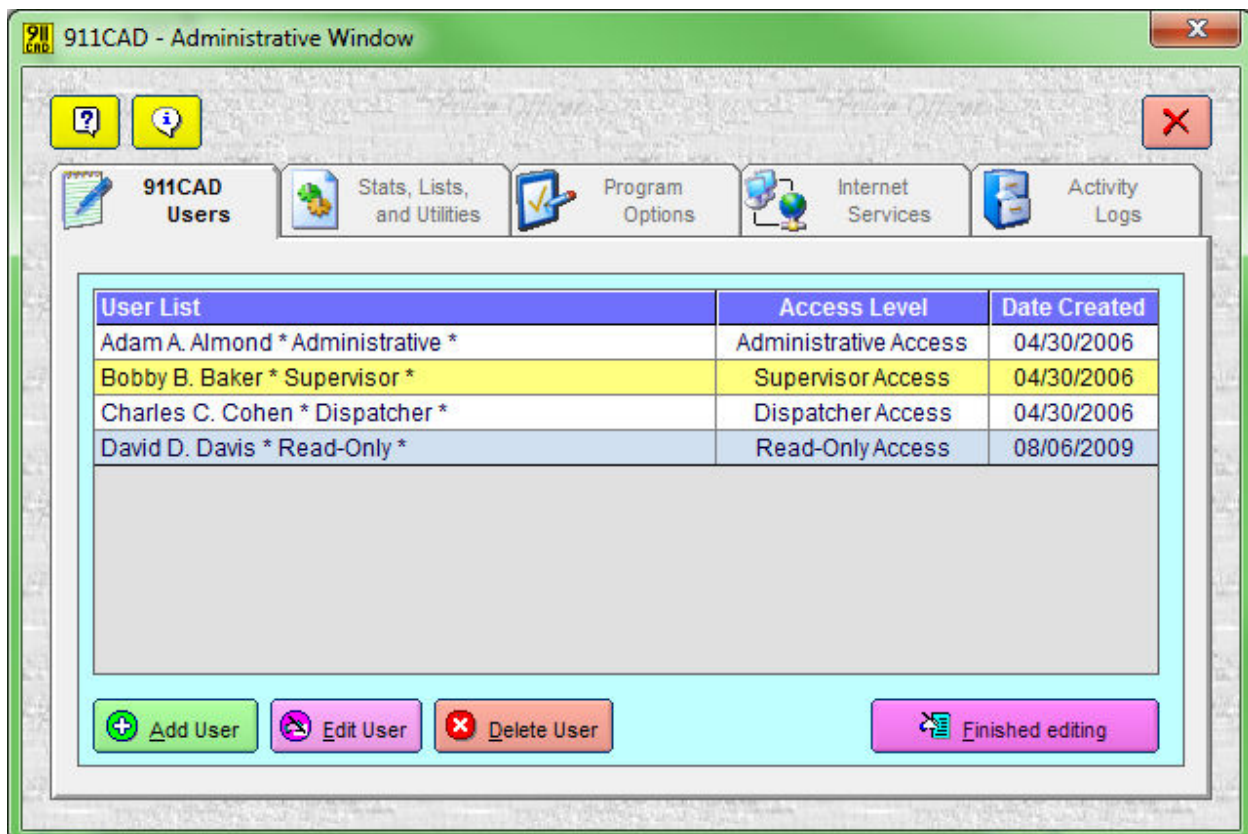 911
CAD
911CAD - Administrative Window
911CAD
Users
Stats, Lists,
and Utilities
Program
Options
Internet
Services
Activity
Logs
User List Access Level Date Created
Adam A. Almond * Administrative * Administrative Access 04/30/2006
Bobby B. Baker * Supervisor * Supervisor Access 04/30/2006
Charles C. Cohen * Dispatcher * Dispatcher Access 04/30/2006
David D. Davis * Read-Only * Read-Only Access 08/06/2009
Add User Edit User Delete User Finished editing